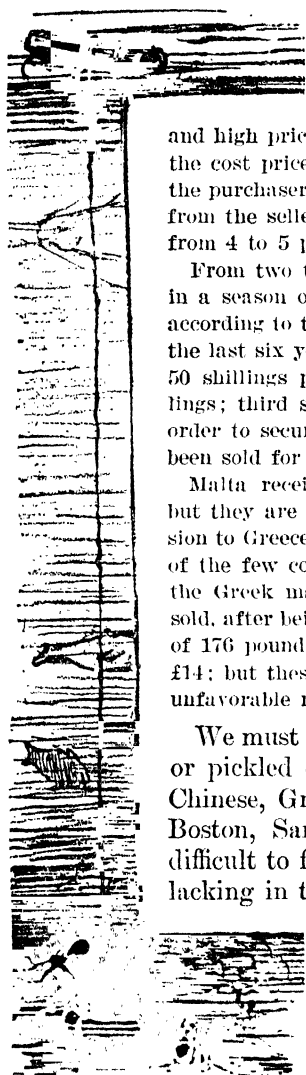 and high pric
the cost price
the purchaser
from the selle
from 4 to 5 p
From two t
in a season o
according to t
the last six y
50 shillings p
lings; third s
order to secur
been sold for
Malta recei
but they are
sion to Greece
of the few co
the Greek ma
sold, after bei
of 176 pound
£14; but thes
unfavorable r
We must
or pickled
Chinese, Gr
Boston, San
difficult to f
lacking in t